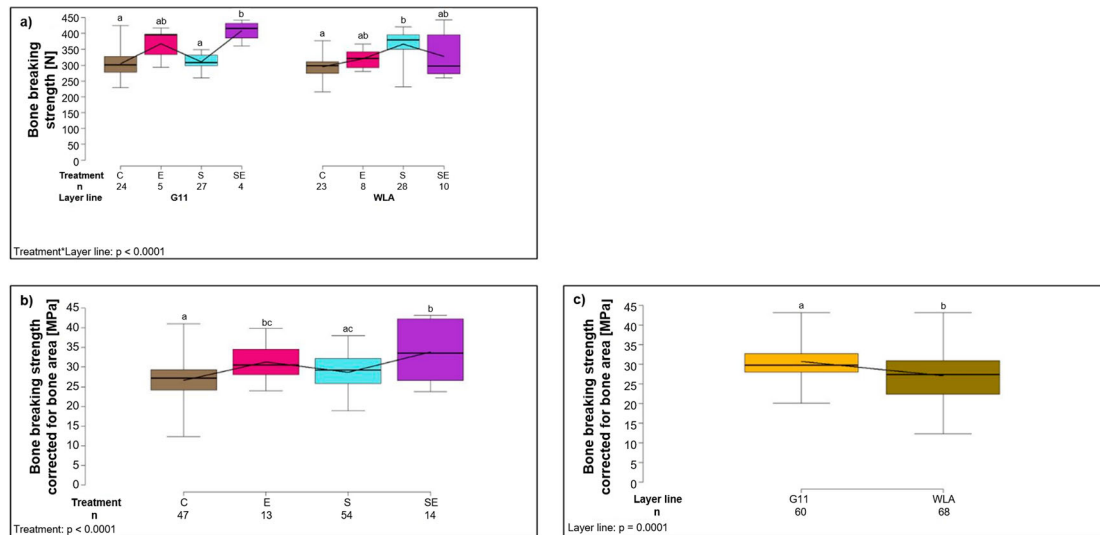 a)
Bone breaking
strength [N]
450
400
350
300
250
200
150
100
50
0
a ab a b a ab b ab
Treatment C E S SE C E S SE
n 24 5 27 4 23 8 28 10
Layer line G11 WLA
Treatment*Layer line: p < 0.0001
b)
Bone breaking strength
corrected for bone area [MPa]
45
40
35
30
25
20
15
10
5
0
a bc ac b
Treatment C E S SE
n 47 13 54 14
Treatment: p < 0.0001
c)
Bone breaking strength
corrected for bone area [MPa]
45
40
35
30
25
20
15
10
5
0
a b
Layer line G11 WLA
n 60 68
Layer line: p = 0.0001